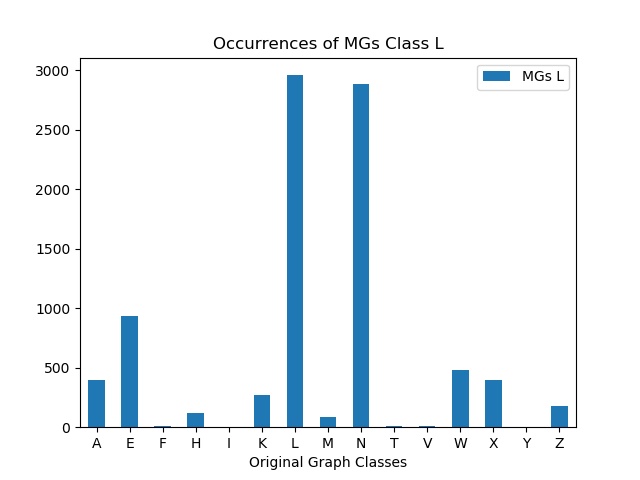 Occurrences of MGs Class L
MGs L
3000
2500
2000
1500
1000
500
0
A E F H I K L M N T V W X Y Z
Original Graph Classes